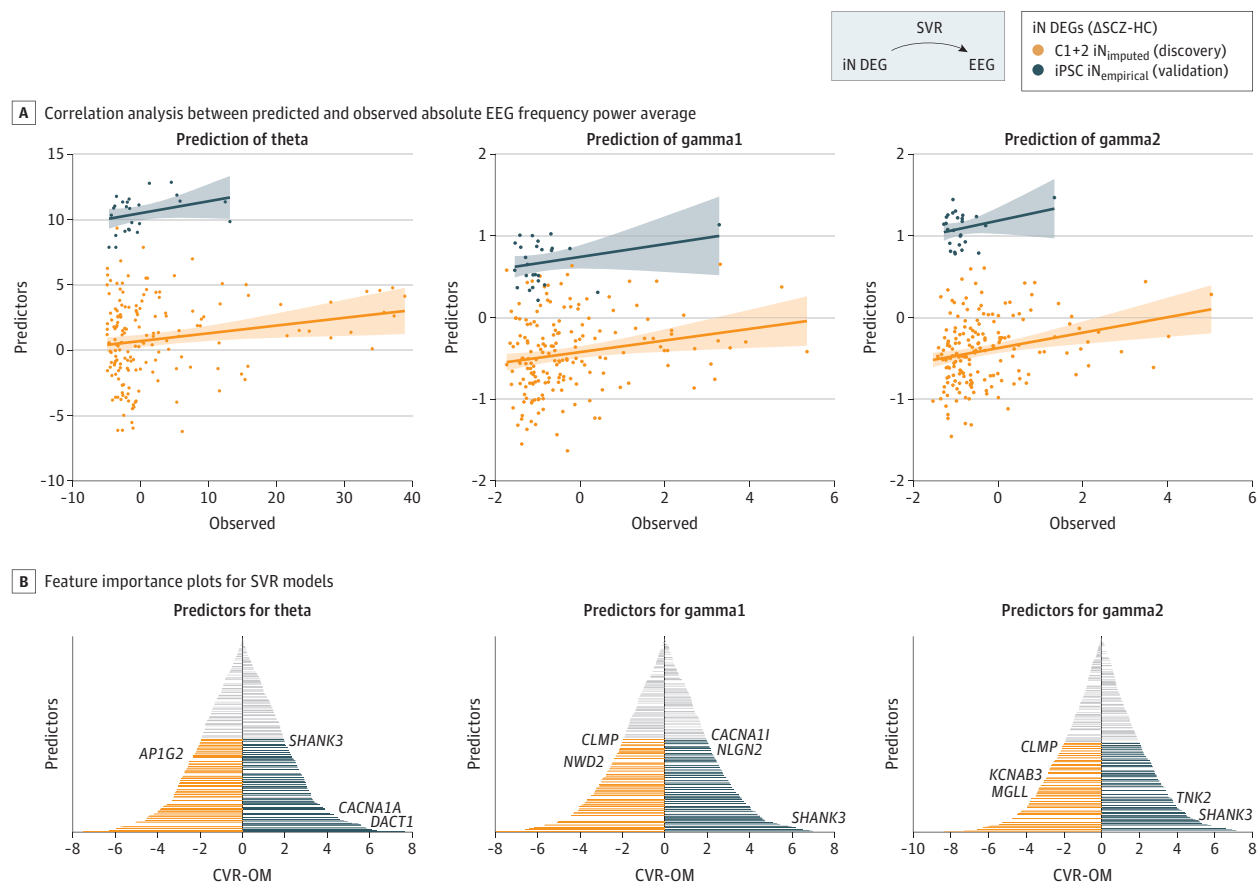 SVR
iN DEG
EEG
iN DEGs (ΔSCZ-HC)
C1+2 iNimputed (discovery)
iPSC iNempirical (validation)
A Correlation analysis between predicted and observed absolute EEG frequency power average
Prediction of theta
15
10
5
0
-5
-10
Predictors
-10 0 10 20 30 40
Observed
Prediction of gamma1
2
1
0
-1
-2
Predictors
-2 0 2 4 6
Observed
Prediction of gamma2
2
1
0
-1
-2
Predictors
-2 0 2 4 6
Observed
B Feature importance plots for SVR models
Predictors for theta
Predictors
AP1G2
SHANK3
CACNA1A
DACT1
-8 -6 -4 -2 0 2 4 6 8
CVR-OM
Predictors for gamma1
Predictors
CLMP
NWD2
CACNA1I
NLGN2
SHANK3
-8 -6 -4 -2 0 2 4 6 8
CVR-OM
Predictors for gamma2
Predictors
CLMP
KCNAB3
MGLL
TNK2
SHANK3
-10 -8 -6 -4 -2 0 2 4 6 8
CVR-OM